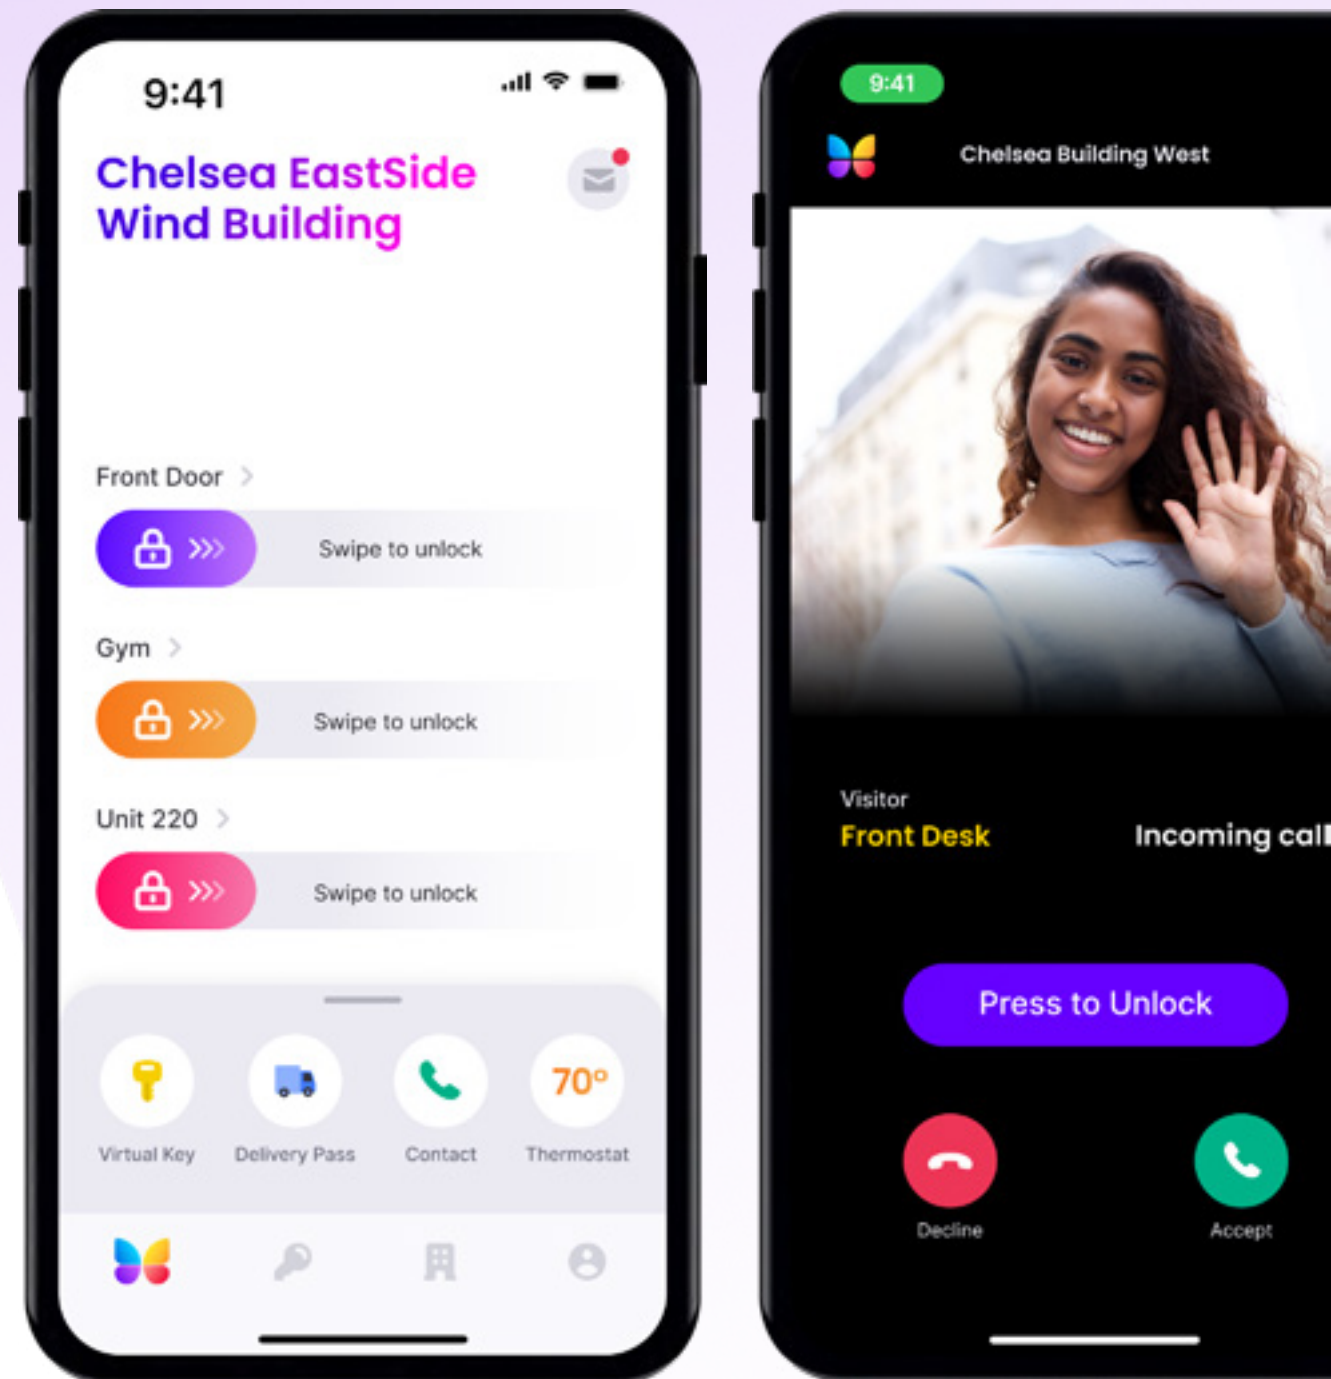 9:41
Chelsea EastSide
Wind Building
Front Door
Swipe to unlock
Gym
Swipe to unlock
Unit 220
Swipe to unlock
70°
Virtual Key
Delivery Pass
Contact
Thermostat
9:41
Chelsea Building West
Visitor
Front Desk
Incoming call
Press to Unlock
Decline
Accept